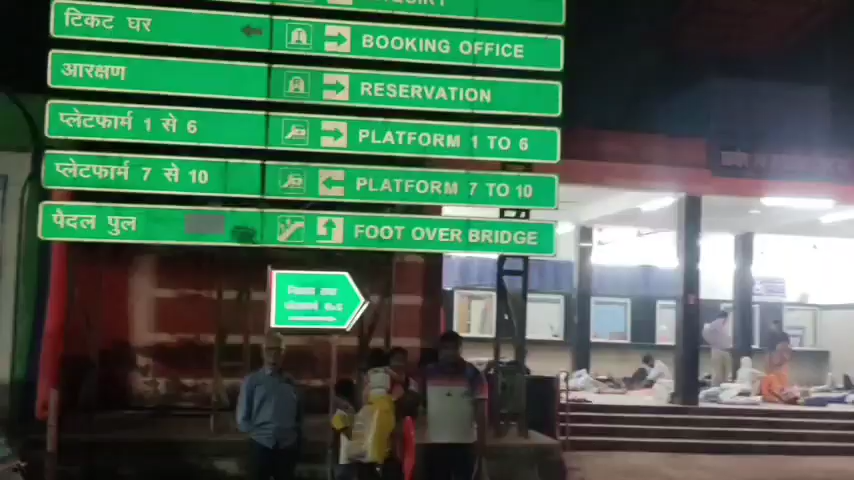 टिकट घर BOOKING OFFICE
आरक्षण RESERVATION
प्लेटफार्म 1 से 6 PLATFORM 1 TO 6
प्लेटफार्म 7 से 10 PLATFORM 7 TO 10
पैदल पुल FOOT OVER BRIDGE